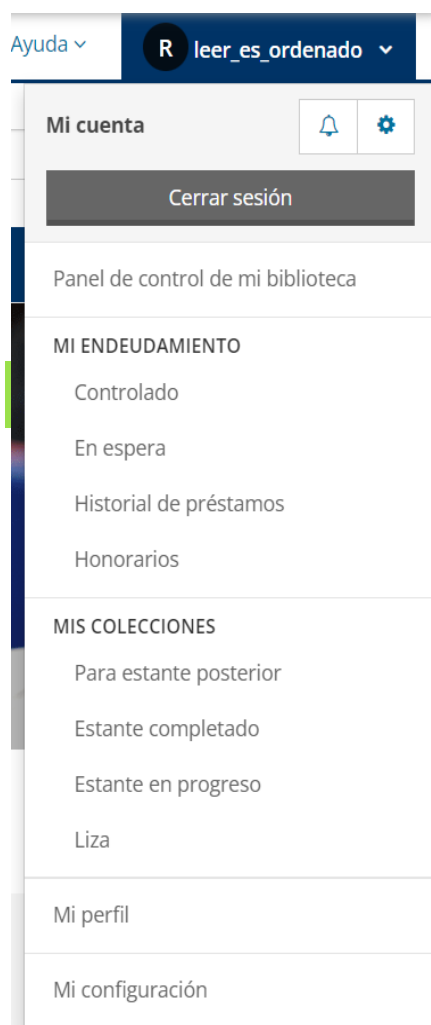 Ayuda
R leer_es_ordenado
Mi cuenta
Cerrar sesión
Panel de control de mi biblioteca
MI ENDEUDAMIENTO
Controlado
En espera
Historial de préstamos
Honorarios
MIS COLECCIONES
Para estante posterior
Estante completado
Estante en progreso
Liza
Mi perfil
Mi configuración